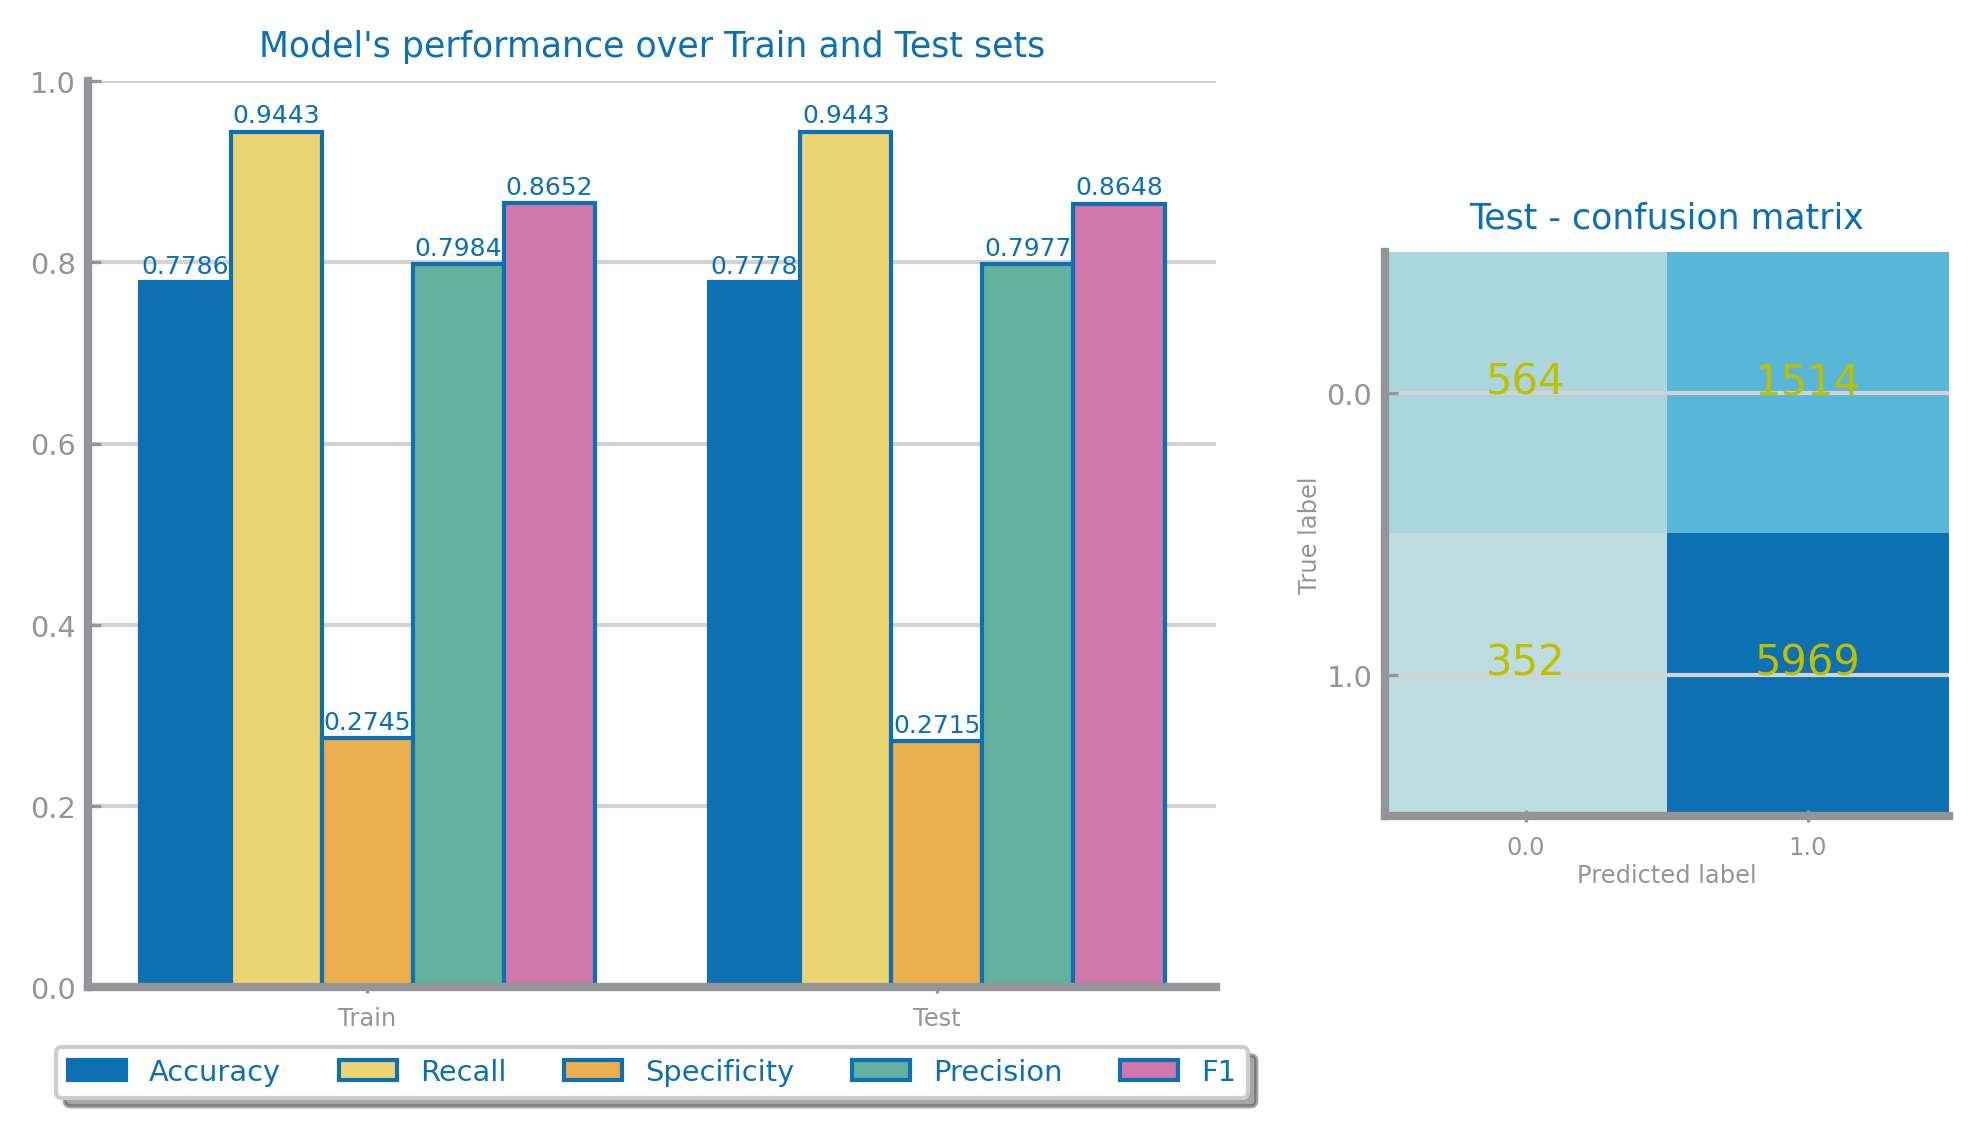 Model's performance over Train and Test sets
1.0
0.8
0.6
0.4
0.2
0.0
0.7786
0.9443
0.2745
0.7984
0.8652
0.7778
0.9443
0.2715
0.7977
0.8648
Train
Test
Accuracy
Recall
Specificity
Precision
F1
Test - confusion matrix
True label
0.0
1.0
564
1514
352
5969
0.0
1.0
Predicted label